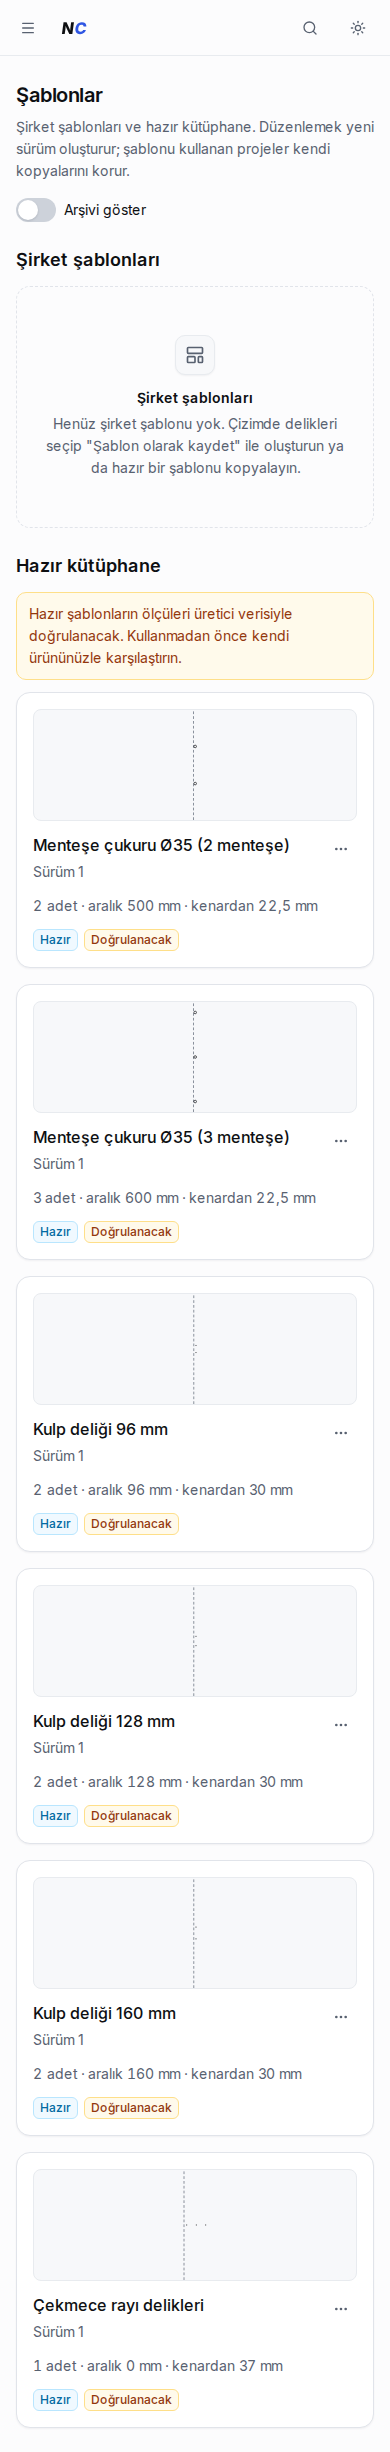 NC
Şablonlar
Şirket şablonları ve hazır kütüphane. Düzenlemek yeni
sürüm oluşturur; şablonu kullanan projeler kendi
kopyalarını korur.
Arşivi göster
Şirket şablonları
Şirket şablonları
Henüz şirket şablonu yok. Çizimde delikleri
seçip "Şablon olarak kaydet" ile oluşturun ya
da hazır bir şablonu kopyalayın.
Hazır kütüphane
Hazır şablonların ölçüleri üretici verisiyle
doğrulanacak. Kullanmadan önce kendi
ürününüzle karşılaştırın.
Menteşe çukuru Ø35 (2 menteşe)
Sürüm 1
2 adet · aralık 500 mm · kenardan 22,5 mm
Hazır Doğrulanacak
Menteşe çukuru Ø35 (3 menteşe)
Sürüm 1
3 adet · aralık 600 mm · kenardan 22,5 mm
Hazır Doğrulanacak
Kulp deliği 96 mm
Sürüm 1
2 adet · aralık 96 mm · kenardan 30 mm
Hazır Doğrulanacak
Kulp deliği 128 mm
Sürüm 1
2 adet · aralık 128 mm · kenardan 30 mm
Hazır Doğrulanacak
Kulp deliği 160 mm
Sürüm 1
2 adet · aralık 160 mm · kenardan 30 mm
Hazır Doğrulanacak
Çekmece rayı delikleri
Sürüm 1
1 adet · aralık 0 mm · kenardan 37 mm
Hazır Doğrulanacak